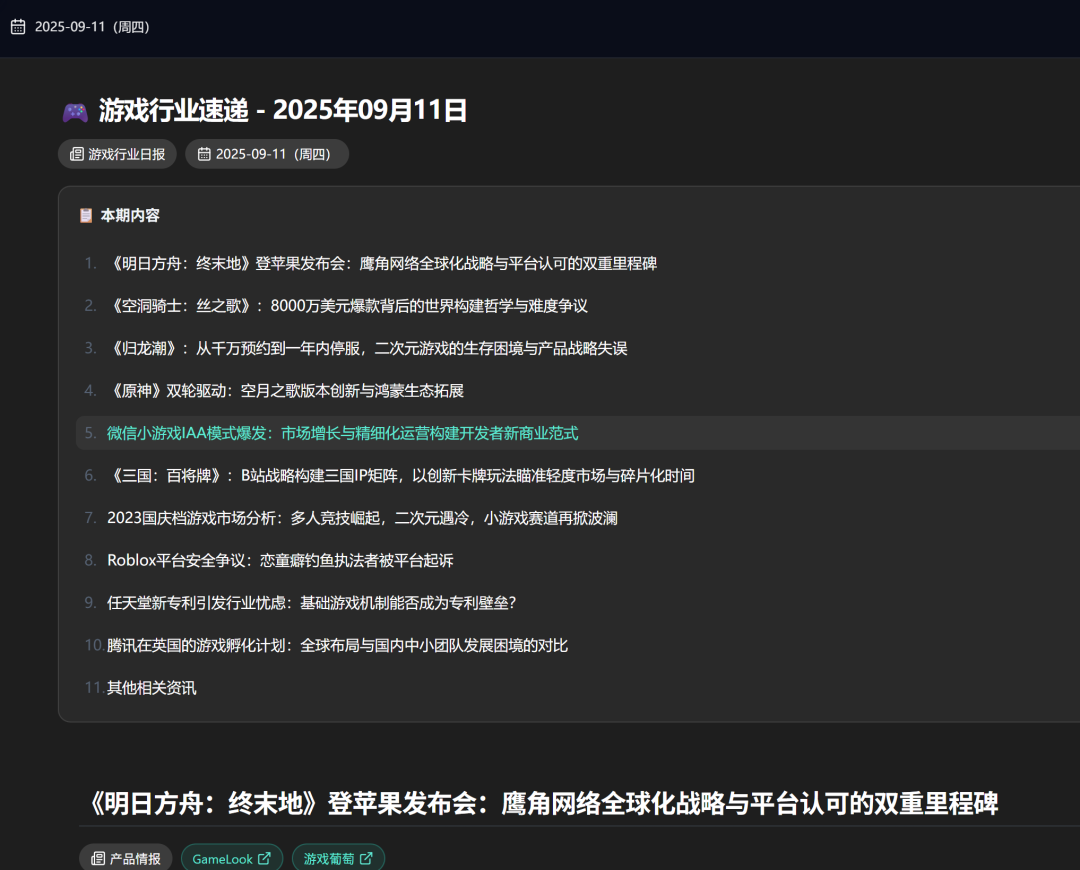 2025-09-11（周四）
游戏行业速递 - 2025年09月11日
游戏行业日报 2025-09-11（周四）
本期内容
1. 《明日方舟：终末地》登苹果发布会：鹰角网络全球化战略与平台认可的双重里程碑
2. 《空洞骑士：丝之歌》：8000万美元爆款背后的世界构建哲学与难度争议
3. 《归龙潮》：从千万预约到一年内停服，二次元游戏的生存困境与产品战略失误
4. 《原神》双轮驱动：空月之歌版本创新与鸿蒙生态拓展
5. 微信小游戏IAA模式爆发：市场增长与精细化运营构建开发者新商业范式
6. 《三国：百将牌》：B站战略构建三国IP矩阵，以创新卡牌玩法瞄准轻度市场与碎片化时间
7. 2023国庆档游戏市场分析：多人竞技崛起，二次元遇冷，小游戏赛道再掀波澜
8. Roblox平台安全争议：恋童癖钓鱼执法者被平台起诉
9. 任天堂新专利引发行业忧虑：基础游戏机制能否成为专利壁垒？
10. 腾讯在英国的游戏孵化计划：全球布局与国内中小团队发展困境的对比
11. 其他相关资讯
《明日方舟：终末地》登苹果发布会：鹰角网络全球化战略与平台认可的双重里程碑
产品情报 GameLook 游戏葡萄